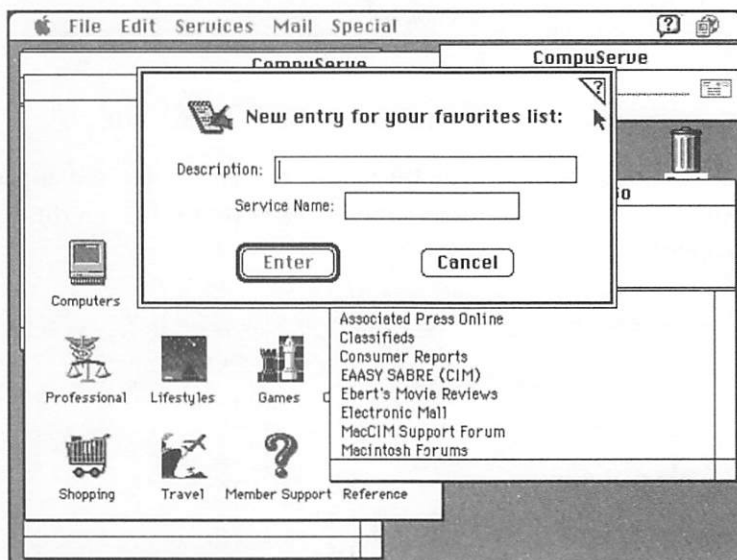 File Edit Services Mail Special
CompuServe
CompuServe
New entry for your favorites list:
Description:
Service Name:
Enter
Cancel
Computers
Professional
Lifestyles
Games
Shopping
Travel
Member Support
Reference
Associated Press Online
Classifieds
Consumer Reports
EAASY SABRE (CIM)
Ebert's Movie Reviews
Electronic Mall
MacCIM Support Forum
Macintosh Forums